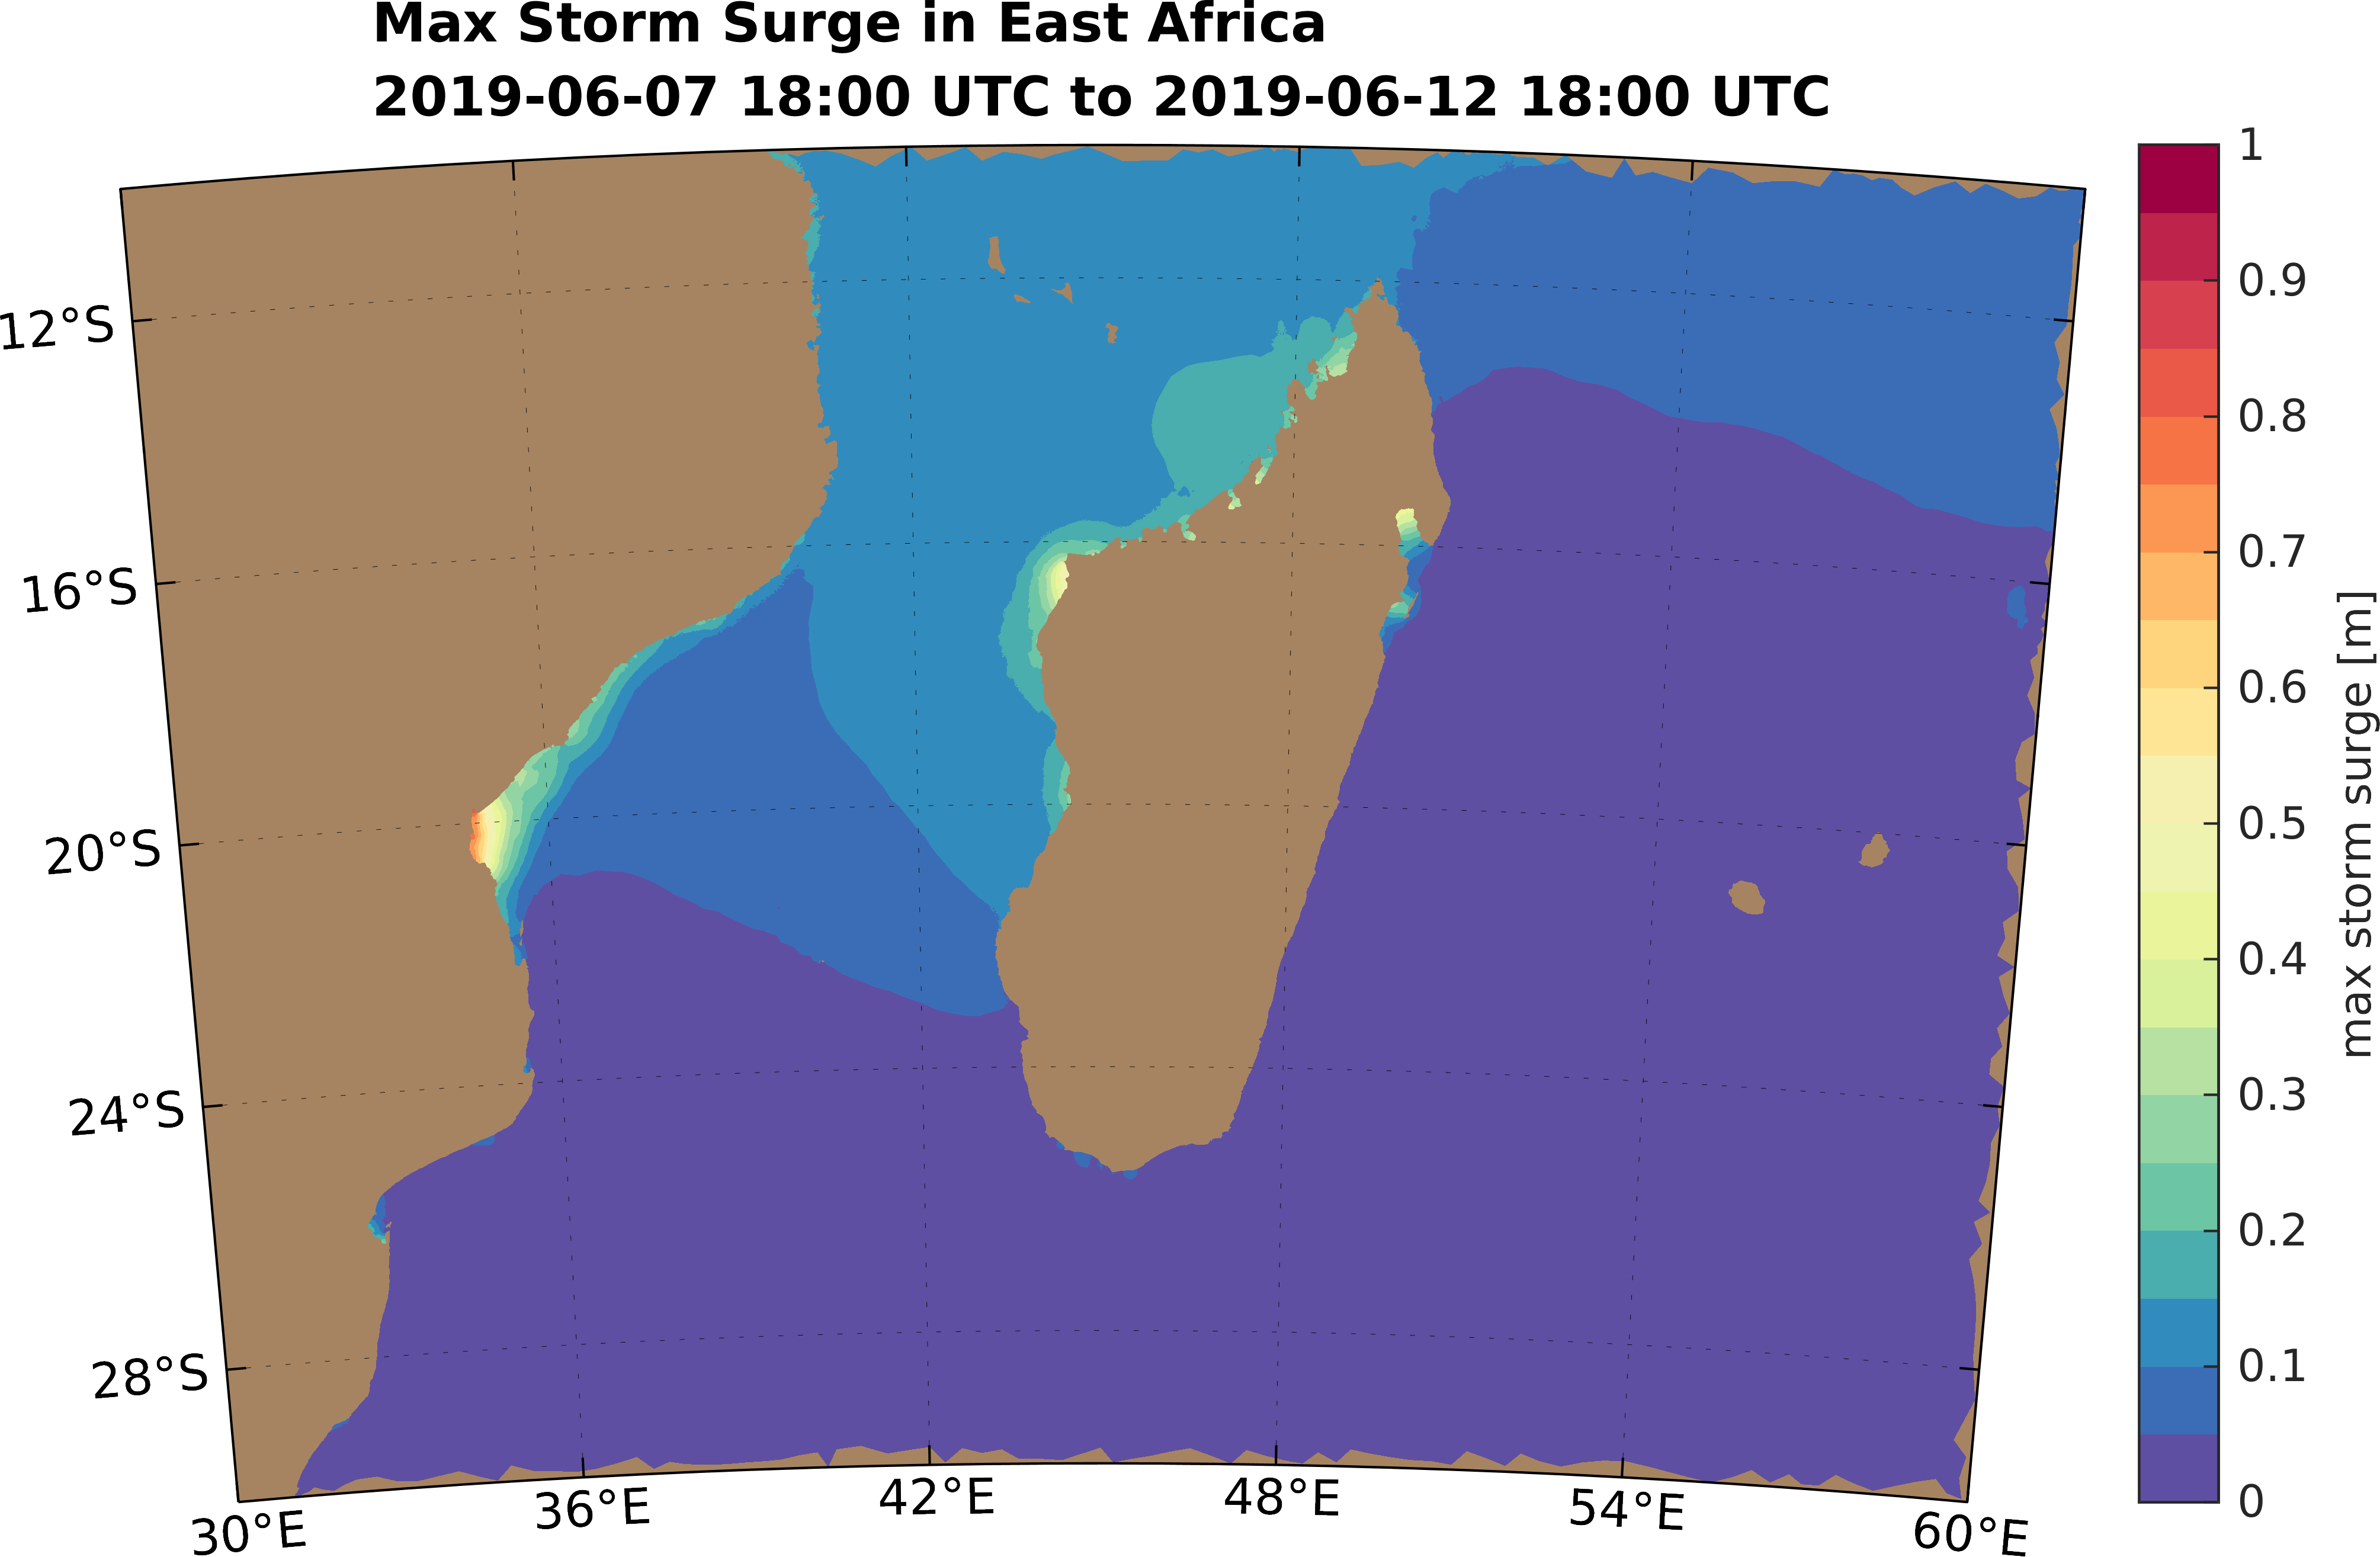 Max Storm Surge in East Africa
2019-06-07 18:00 UTC to 2019-06-12 18:00 UTC
12°S
16°S
20°S
24°S
28°S
30°E
36°E
42°E
48°E
54°E
60°E
1
0.9
0.8
0.7
0.6
0.5
0.4
0.3
0.2
0.1
0
max storm surge [m]